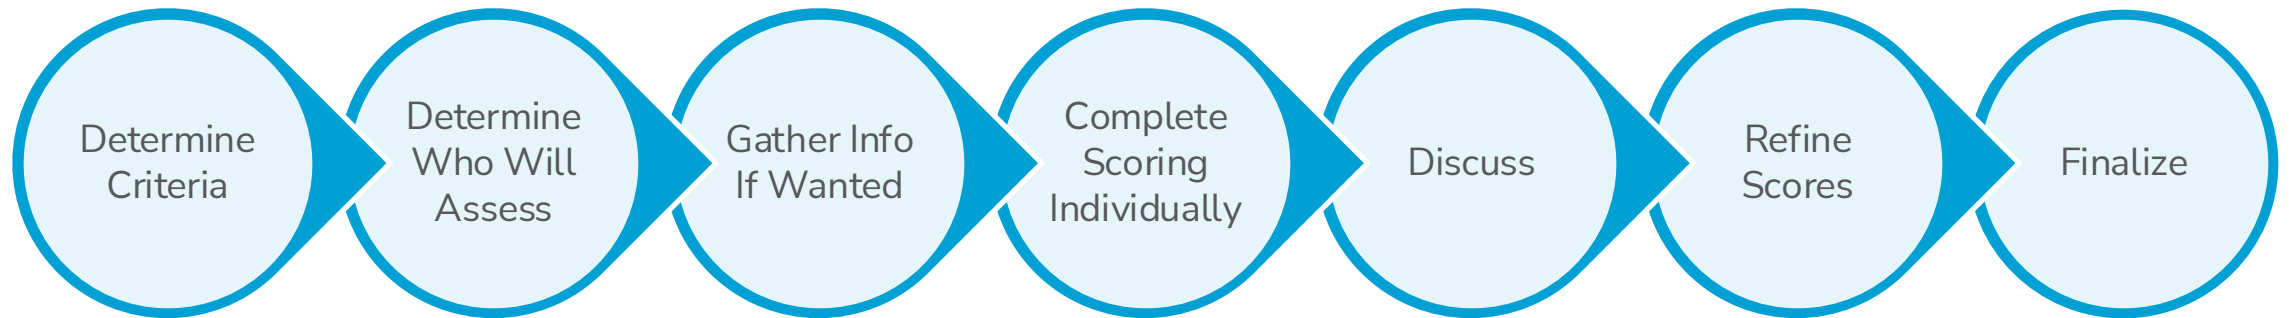 Determine
Criteria
Determine
Who Will
Assess
Gather Info
If Wanted
Complete
Scoring
Individually
Discuss
Refine
Scores
Finalize